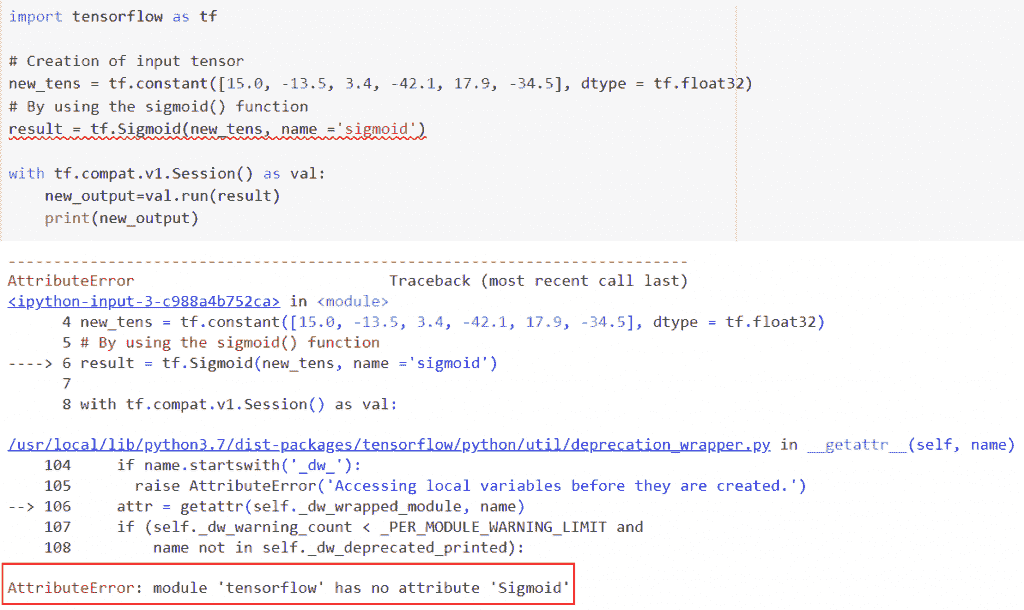 import tensorflow as tf
# Creation of input tensor
new_tens = tf.constant([15.0, -13.5, 3.4, -42.1, 17.9, -34.5], dtype = tf.float32)
# By using the sigmoid() function
result = tf.Sigmoid(new_tens, name ='sigmoid')
with tf.compat.v1.Session() as val:
    new_output=val.run(result)
    print(new_output)
---------------------------------------------------------------------------
AttributeError                            Traceback (most recent call last)
<ipython-input-3-c988a4b752ca> in <module>
      4 new_tens = tf.constant([15.0, -13.5, 3.4, -42.1, 17.9, -34.5], dtype = tf.float32)
      5 # By using the sigmoid() function
----> 6 result = tf.Sigmoid(new_tens, name ='sigmoid')
      7
      8 with tf.compat.v1.Session() as val:
/usr/local/lib/python3.7/dist-packages/tensorflow/python/util/deprecation_wrapper.py in __getattr__(self, name)
    104     if name.startswith('_dw_'):
    105       raise AttributeError('Accessing local variables before they are created.')
--> 106     attr = getattr(self._dw_wrapped_module, name)
    107     if (self._dw_warning_count < _PER_MODULE_WARNING_LIMIT and
    108         name not in self._dw_deprecated_printed):
AttributeError: module 'tensorflow' has no attribute 'Sigmoid'